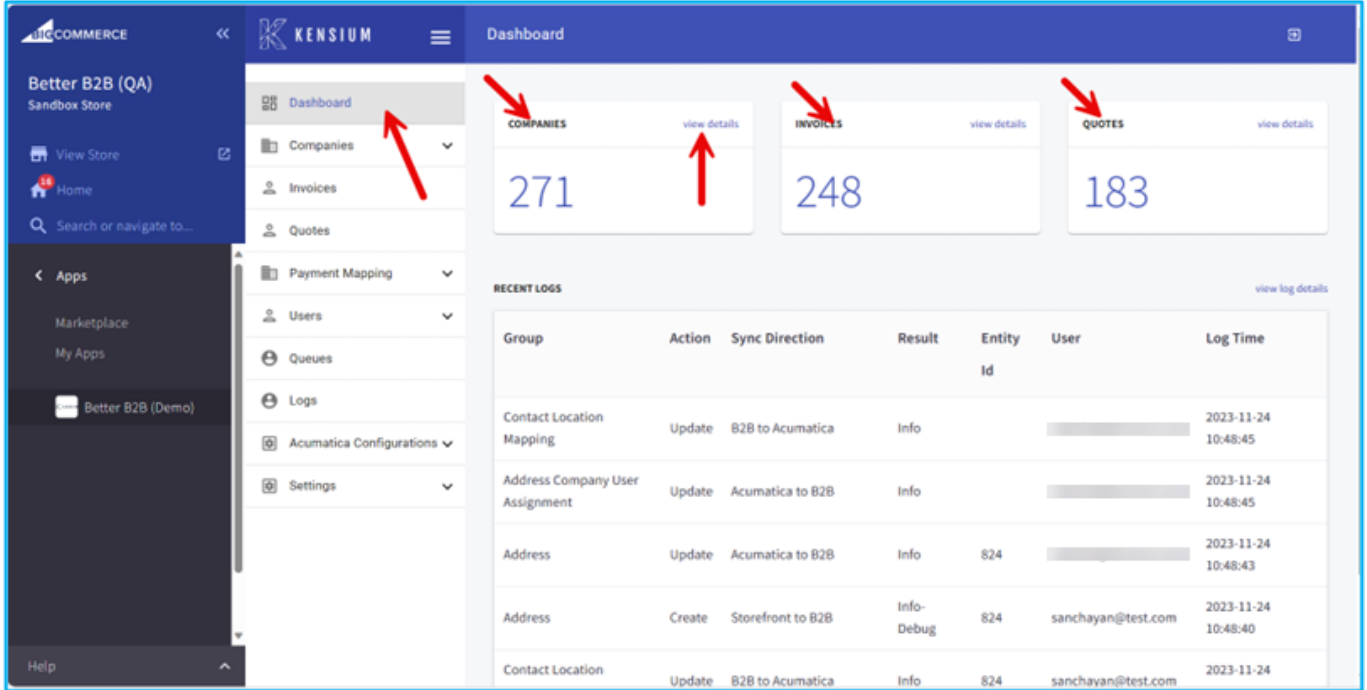 BIGCOMMERCE
Better B2B (QA)
Sandbox Store
View Store
16
Home
Search or navigate to...
Apps
Marketplace
My Apps
Better B2B (Demo)
Help
KENSIUM
Dashboard
Companies
Invoices
Quotes
Payment Mapping
Users
Queues
Logs
Acumatica Configurations
Settings
Dashboard
COMPANIES view details
271
INVOICES view details
248
QUOTES view details
183
RECENT LOGS view log details
Group Action Sync Direction Result Entity User Log Time
Id
Contact Location
Mapping Update B2B to Acumatica Info 2023-11-24
10:48:45
Address Company User
Assignment Update Acumatica to B2B Info 2023-11-24
10:48:45
Address Update Acumatica to B2B Info 824 2023-11-24
10:48:43
Address Create Storefront to B2B Info-
Debug 824 sanchayan@test.com 2023-11-24
10:48:40
Contact Location 2023-11-24
Update B2B to Acumatica Info 824 sanchayan@test.com